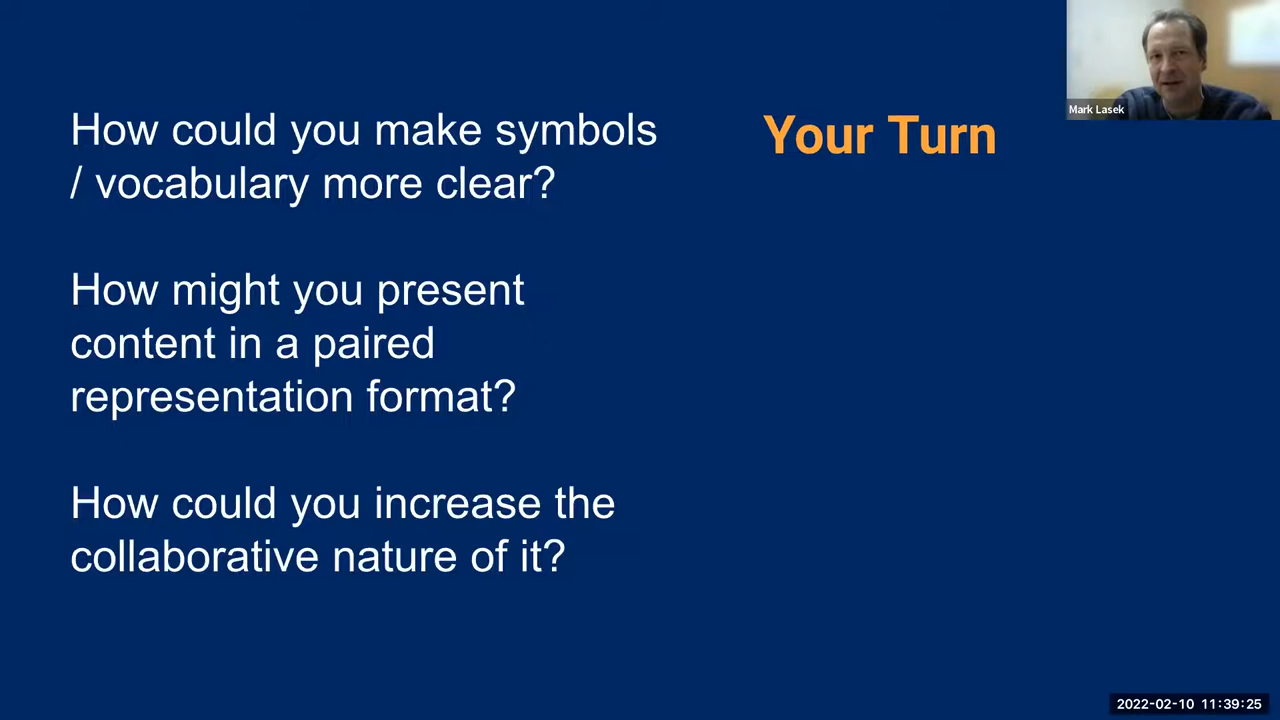 How could you make symbols
/ vocabulary more clear?
How might you present
content in a paired
representation format?
How could you increase the
collaborative nature of it?
Your Turn
Mark Lasek
2022-02-10 11:39:25